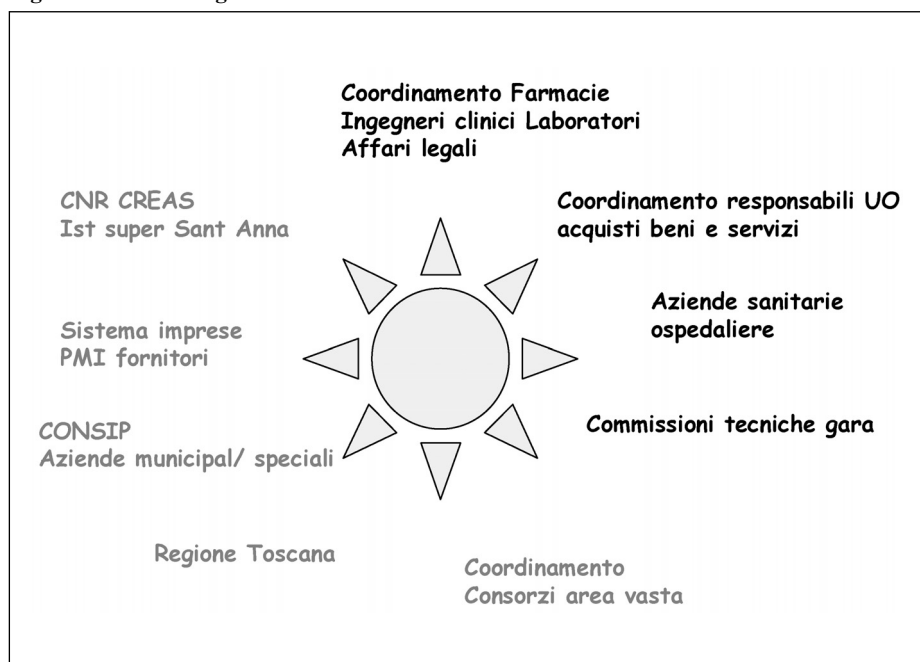 Coordinamento Farmacie
Ingegneri clinici Laboratori
Affari legali
CNR CREAS
Ist super Sant Anna
Coordinamento responsabili UO
acquisti beni e servizi
Aziende sanitarie
ospedaliere
Sistema imprese
PMI fornitori
Commissioni tecniche gara
CONSIP
Aziende municipal/ speciali
Regione Toscana
Coordinamento
Consorzi area vasta